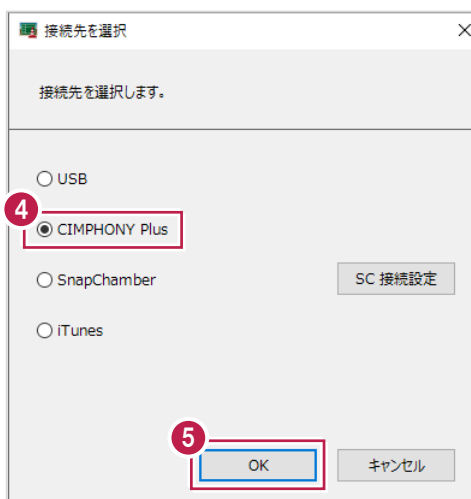 接続先を選択
接続先を選択します。
USB
4
CIMPHONY Plus
SnapChamber
SC 接続設定
iTunes
5
OK
キャンセル